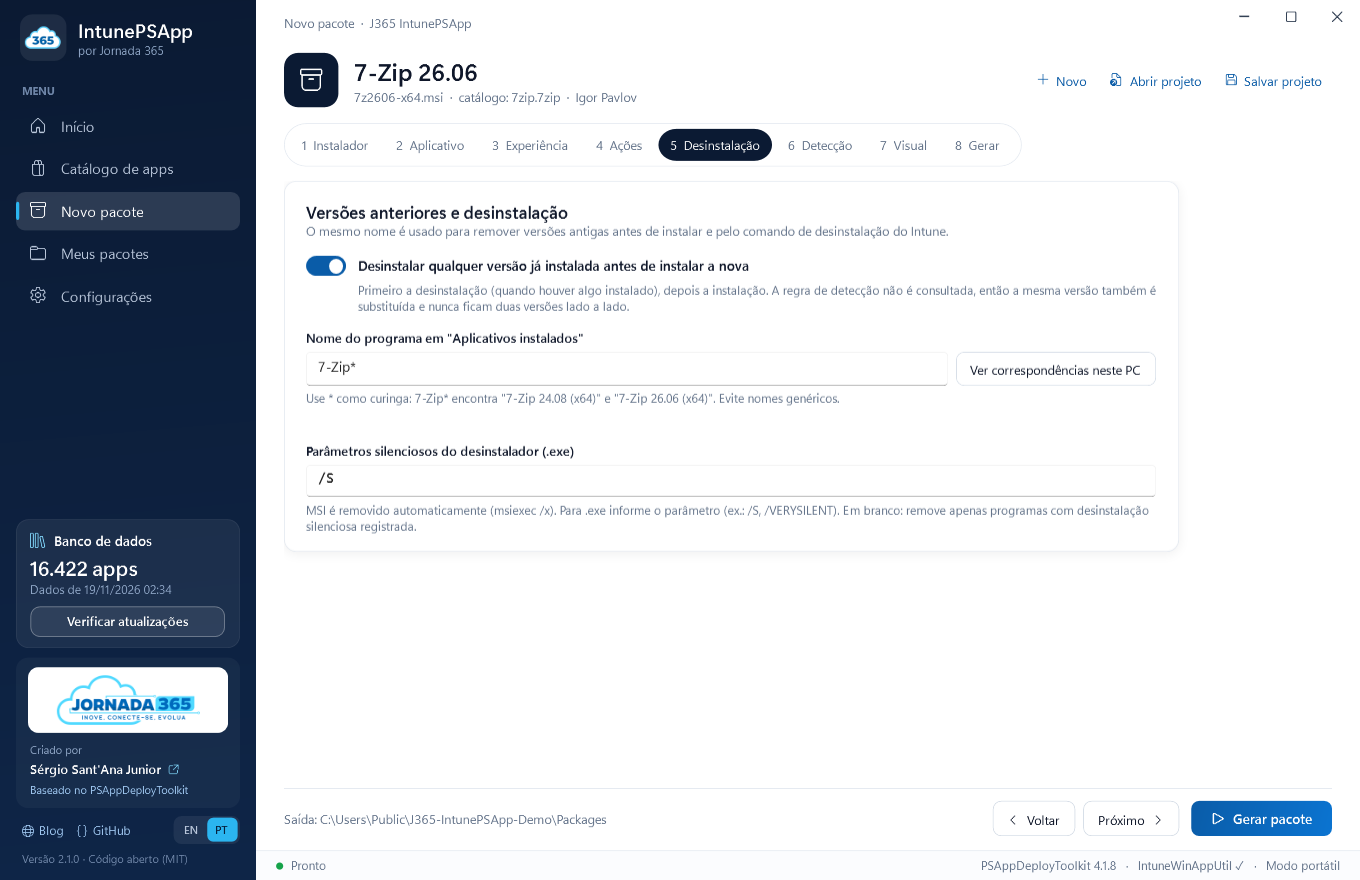 365
IntunePSApp
por Jornada 365
MENU
Início
Catálogo de apps
Novo pacote
Meus pacotes
Configurações
Banco de dados
16.422 apps
Dados de 19/11/2026 02:34
Verificar atualizações
JORNADA 365
INOVE. CONECTE-SE. EVOLUA
Criado por
Sérgio Sant'Ana Junior
Baseado no PSAppDeployToolkit
Blog {} GitHub EN PT
Versão 2.1.0 · Código aberto (MIT)
Novo pacote · J365 IntunePSApp
7-Zip 26.06
7z2606-x64.msi · catálogo: 7zip.7zip · Igor Pavlov
+ Novo Abrir projeto Salvar projeto
1 Instalador 2 Aplicativo 3 Experiência 4 Ações 5 Desinstalação 6 Detecção 7 Visual 8 Gerar
Versões anteriores e desinstalação
O mesmo nome é usado para remover versões antigas antes de instalar e pelo comando de desinstalação do Intune.
Desinstalar qualquer versão já instalada antes de instalar a nova
Primeiro a desinstalação (quando houver algo instalado), depois a instalação. A regra de detecção não é consultada, então a mesma versão também é
substituída e nunca ficam duas versões lado a lado.
Nome do programa em "Aplicativos instalados"
7-Zip* Ver correspondências neste PC
Use * como curinga: 7-Zip* encontra "7-Zip 24.08 (x64)" e "7-Zip 26.06 (x64)". Evite nomes genéricos.
Parâmetros silenciosos do desinstalador (.exe)
/S
MSI é removido automaticamente (msiexec /x). Para .exe informe o parâmetro (ex.: /S, /VERYSILENT). Em branco: remove apenas programas com desinstalação
silenciosa registrada.
Saída: C:\Users\Public\J365-IntunePSApp-Demo\Packages
Voltar Próximo Gerar pacote
Pronto
PSAppDeployToolkit 4.1.8 · IntuneWinAppUtil ✓ · Modo portátil